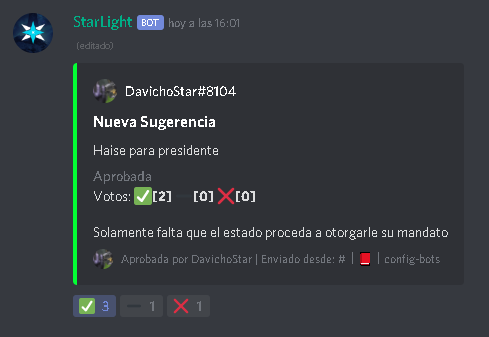 StarLight BOT hoy a las 16:01
(editado)
DavichoStar#8104
Nueva Sugerencia
Haise para presidente
Aprobada
Votos: ✅[2] ➖[0] ❌[0]
Solamente falta que el estado proceda a otorgarle su mandato
Aprobada por DavichoStar | Enviado desde: # | 📕 | config-bots
✅ 3 ➖ 1 ❌ 1